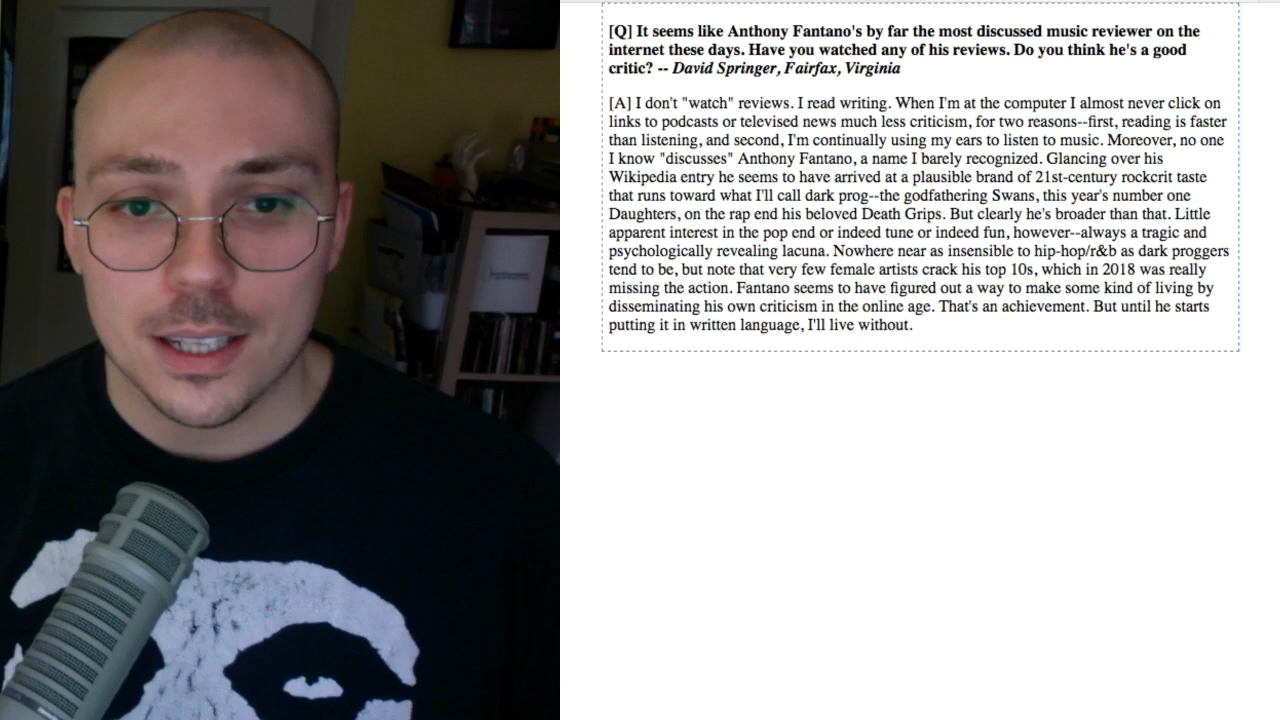 [Q] It seems like Anthony Fantano's by far the most discussed music reviewer on the
internet these days. Have you watched any of his reviews. Do you think he's a good
critic? -- David Springer, Fairfax, Virginia
[A] I don't "watch" reviews. I read writing. When I'm at the computer I almost never click on
links to podcasts or televised news much less criticism, for two reasons--first, reading is faster
than listening, and second, I'm continually using my ears to listen to music. Moreover, no one
I know "discusses" Anthony Fantano, a name I barely recognized. Glancing over his
Wikipedia entry he seems to have arrived at a plausible brand of 21st-century rockcrit taste
that runs toward what I'll call dark prog--the godfathering Swans, this year's number one
Daughters, on the rap end his beloved Death Grips. But clearly he's broader than that. Little
apparent interest in the pop end or indeed tune or indeed fun, however--always a tragic and
psychologically revealing lacuna. Nowhere near as insensible to hip-hop/r&b as dark proggers
tend to be, but note that very few female artists crack his top 10s, which in 2018 was really
missing the action. Fantano seems to have figured out a way to make some kind of living by
disseminating his own criticism in the online age. That's an achievement. But until he starts
putting it in written language, I'll live without.